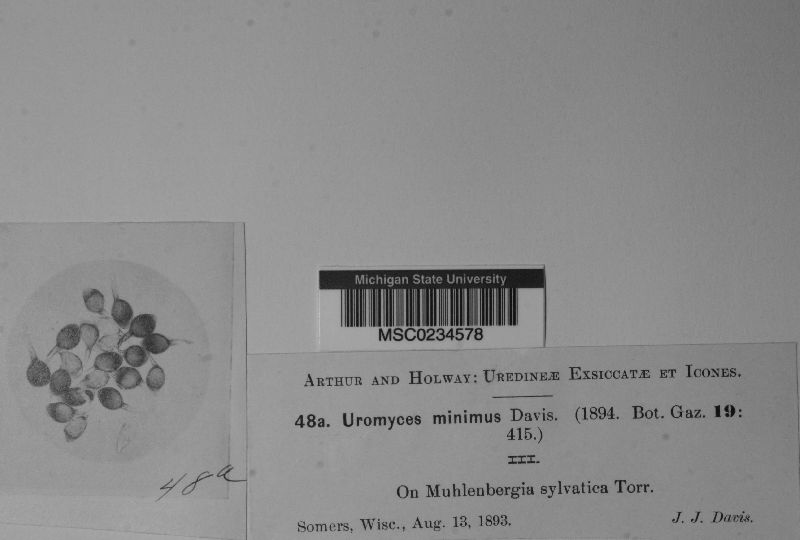 Michigan State University
MSC0234578
ARTHUR AND HOLWAY: UREDINEÆ EXSICCATÆ ET ICONES.
48a. Uromyces minimus Davis. (1894. Bot. Gaz. 19:
415.)
III.
On Muhlenbergia sylvatica Torr.
Somers, Wisc., Aug. 13, 1893. J. J. Davis.
48a